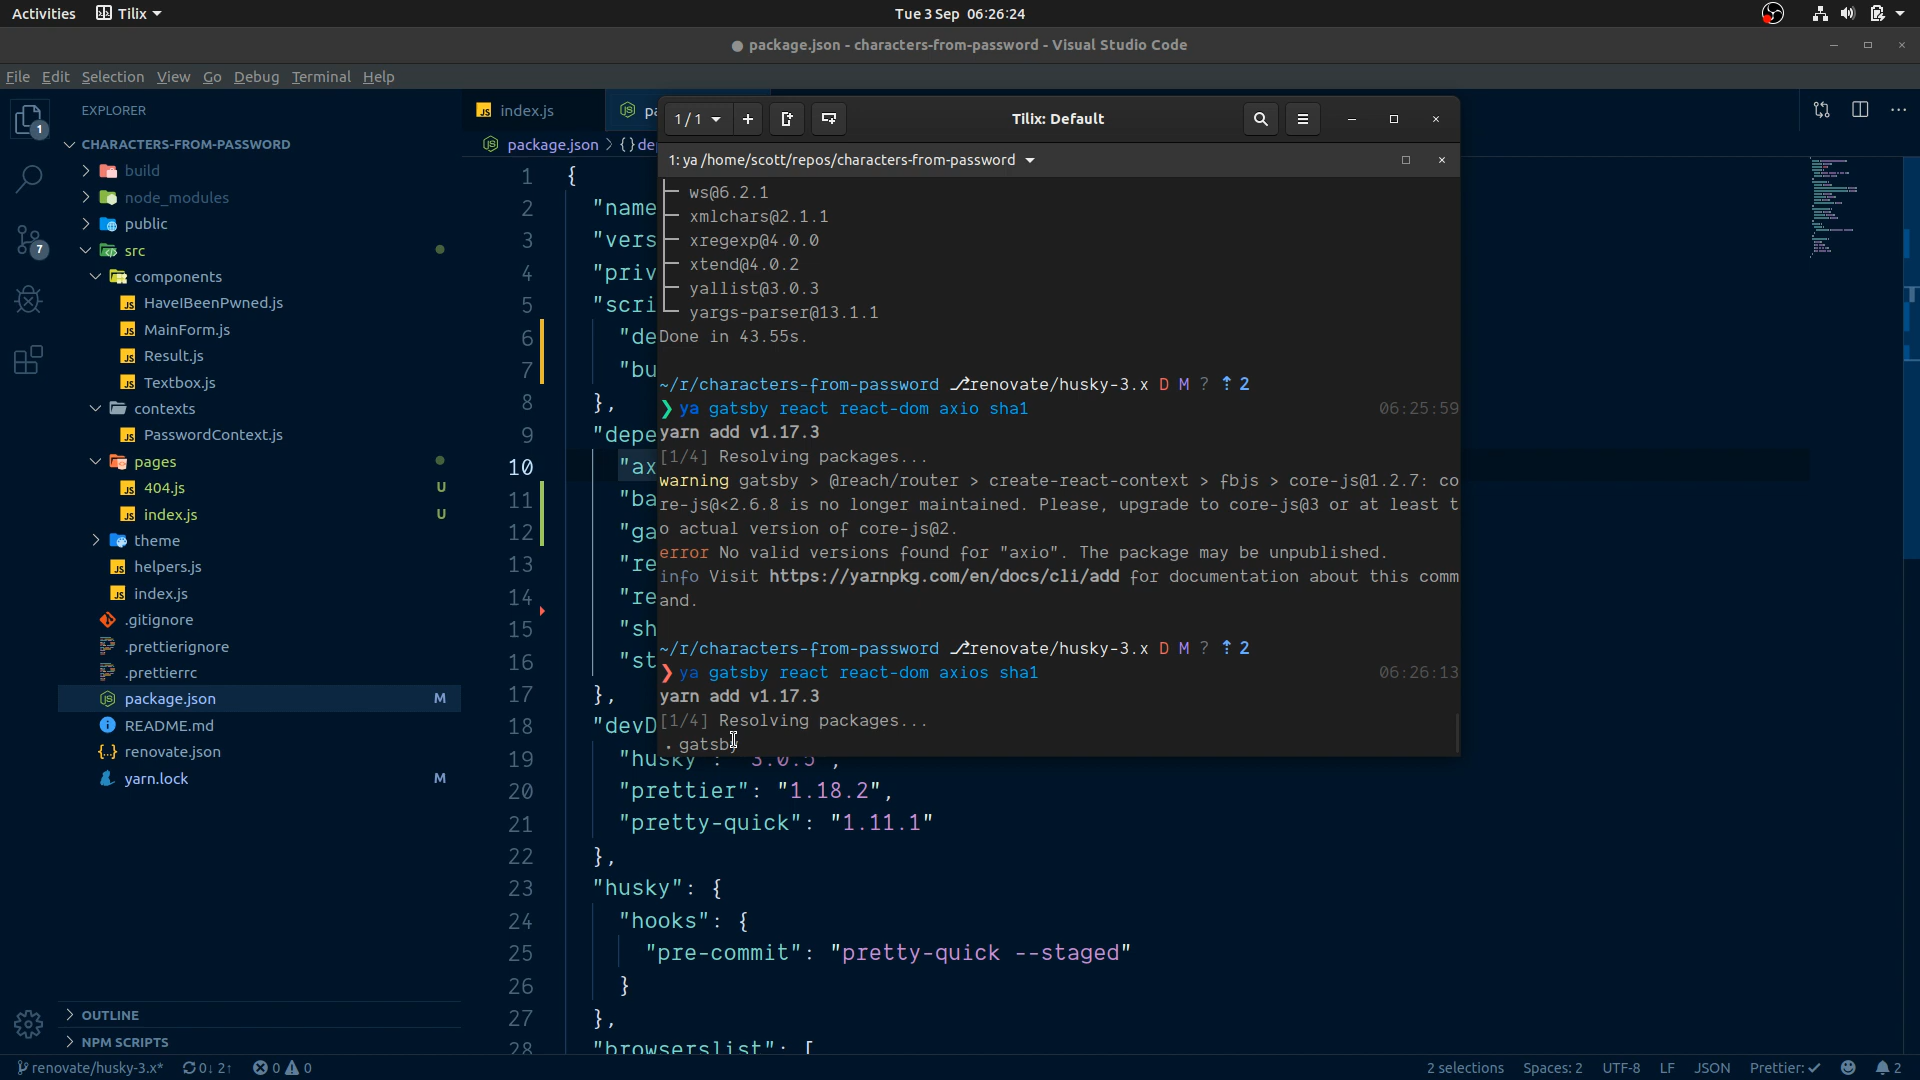 Activities Tilix Tue 3 Sep 06:26:24
package.json - characters-from-password - Visual Studio Code
File Edit Selection View Go Debug Terminal Help
EXPLORER
1
CHARACTERS-FROM-PASSWORD
build
node_modules
public
7
src
components
HaveIBeenPwned.js
MainForm.js
Result.js
Textbox.js
contexts
PasswordContext.js
pages
404.js U
index.js U
theme
helpers.js
index.js
.gitignore
.prettierignore
.prettierrc
package.json M
README.md
renovate.json
yarn.lock M
OUTLINE
NPM SCRIPTS
index.js
package.json > {} de
1 {
2 "name
3 "vers
4 "priv
5 "scri
6 "de
7 "bu
8 },
9 "depe
10 "ax
11 "ba
12 "ga
13 "re
14 "re
15 "sh
16 "st
17 },
18 "devD
19 "husky": "3.0.5",
20 "prettier": "1.18.2",
21 "pretty-quick": "1.11.1"
22 },
23 "husky": {
24 "hooks": {
25 "pre-commit": "pretty-quick --staged"
26 }
27 },
28 "browserslist": [
1 / 1 Tilix: Default
1: ya /home/scott/repos/characters-from-password
ws@6.2.1
xmlchars@2.1.1
xregexp@4.0.0
xtend@4.0.2
yallist@3.0.3
yargs-parser@13.1.1
Done in 43.55s.
~/r/characters-from-password renovate/husky-3.x D M ? ⇡ 2
❯ ya gatsby react react-dom axio sha1 06:25:59
yarn add v1.17.3
[1/4] Resolving packages...
warning gatsby > @reach/router > create-react-context > fbjs > core-js@1.2.7: co
re-js@<2.6.8 is no longer maintained. Please, upgrade to core-js@3 or at least t
o actual version of core-js@2.
error No valid versions found for "axio". The package may be unpublished.
info Visit https://yarnpkg.com/en/docs/cli/add for documentation about this comm
and.
~/r/characters-from-password renovate/husky-3.x D M ? ⇡ 2
❯ ya gatsby react react-dom axios sha1 06:26:13
yarn add v1.17.3
[1/4] Resolving packages...
gatsby
renovate/husky-3.x* 0↓ 2↑ 0 0 2 selections Spaces: 2 UTF-8 LF JSON Prettier: ✓ 2